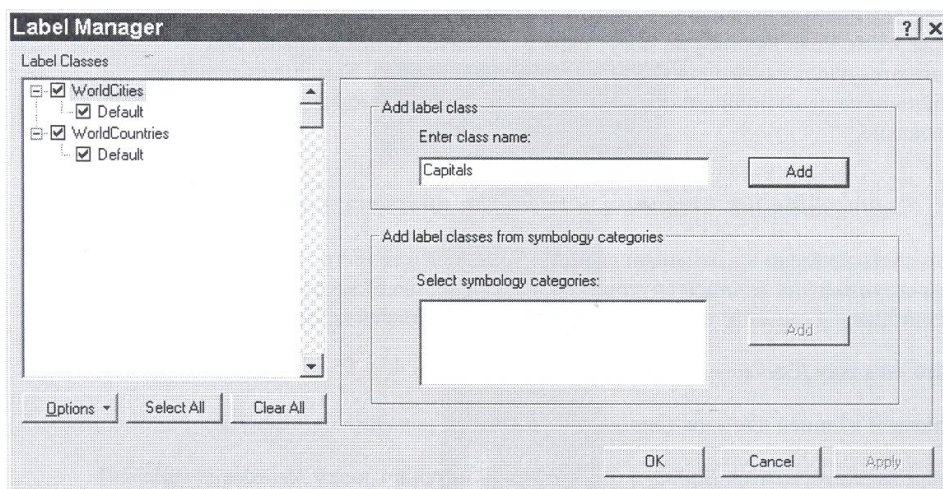 Label Manager
? X
Label Classes
WorldCities
Default
WorldCountries
Default
Options
Select All
Clear All
Add label class
Enter class name:
Capitals
Add
Add label classes from symbology categories
Select symbology categories:
Add
OK
Cancel
Apply